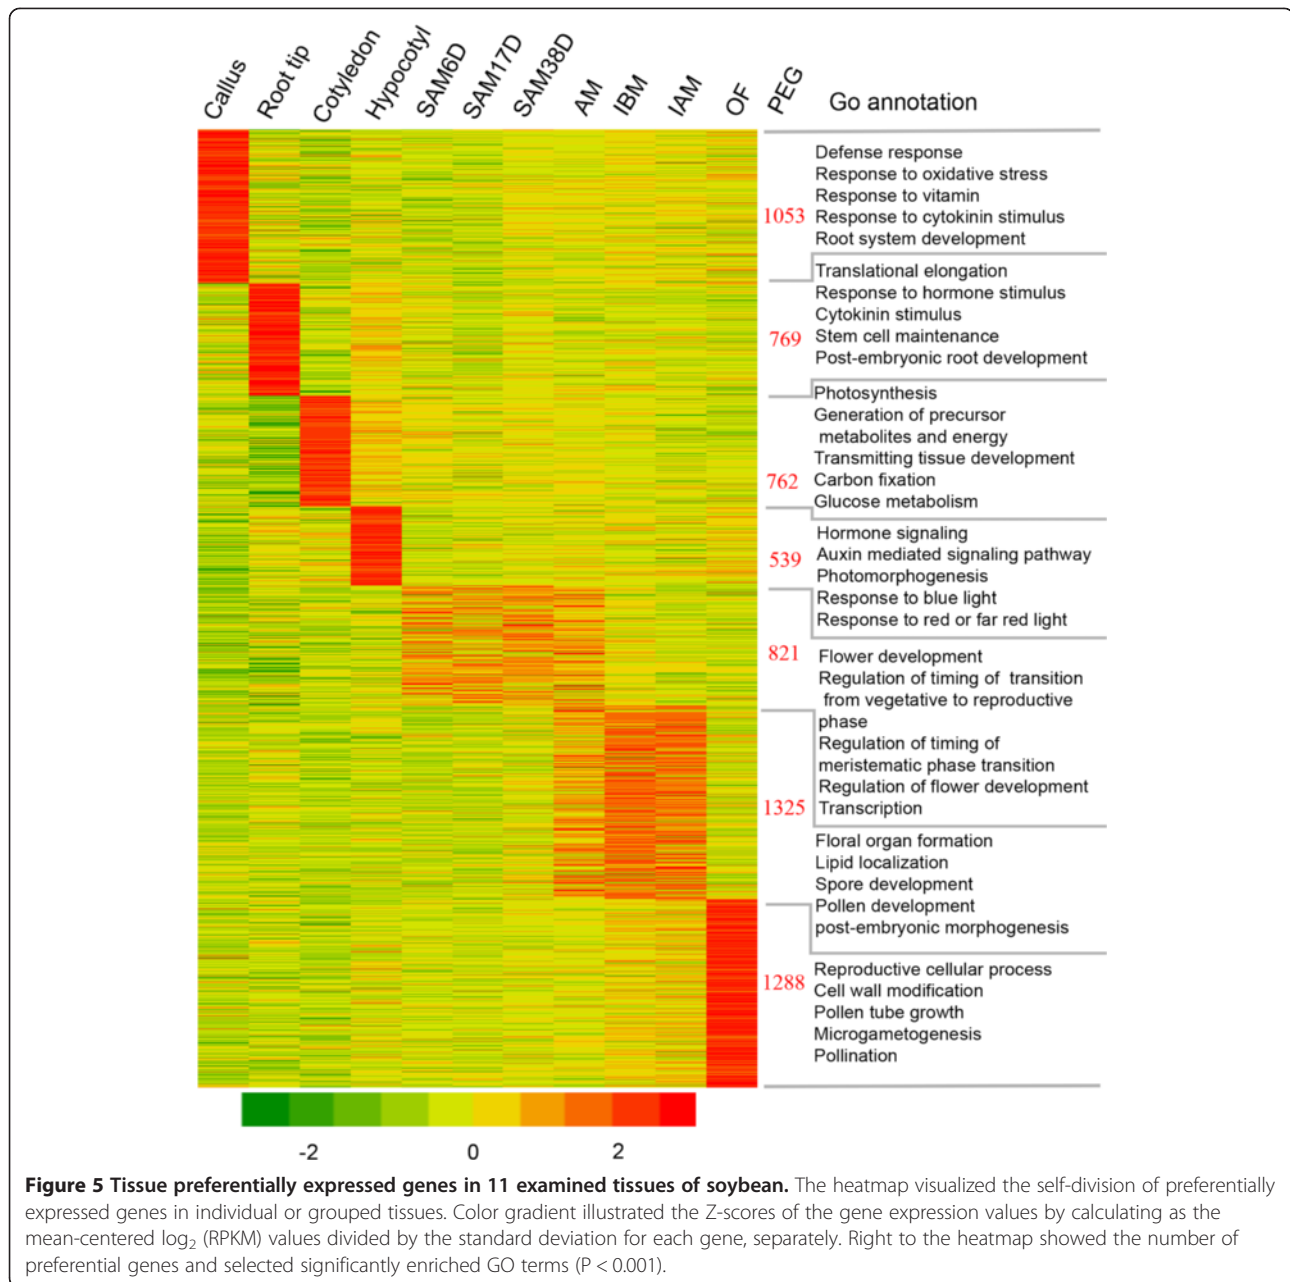 Callus
Root tip
Cotyledon
Hypocotyl
SAM6D
SAM17D
SAM38D
AM
IBM
IAM
OF
PEG
Go annotation
1053
Defense response
Response to oxidative stress
Response to vitamin
Response to cytokinin stimulus
Root system development
769
Translational elongation
Response to hormone stimulus
Cytokinin stimulus
Stem cell maintenance
Post-embryonic root development
762
Photosynthesis
Generation of precursor
metabolites and energy
Transmitting tissue development
Carbon fixation
Glucose metabolism
539
Hormone signaling
Auxin mediated signaling pathway
Photomorphogenesis
Response to blue light
Response to red or far red light
821
Flower development
Regulation of timing of transition
from vegetative to reproductive
phase
Regulation of timing of
meristematic phase transition
Regulation of flower development
Transcription
1325
Floral organ formation
Lipid localization
Spore development
Pollen development
post-embryonic morphogenesis
1288
Reproductive cellular process
Cell wall modification
Pollen tube growth
Microgametogenesis
Pollination
-2 0 2
Figure 5 Tissue preferentially expressed genes in 11 examined tissues of soybean. The heatmap visualized the self-division of preferentially
expressed genes in individual or grouped tissues. Color gradient illustrated the Z-scores of the gene expression values by calculating as the
mean-centered log₂ (RPKM) values divided by the standard deviation for each gene, separately. Right to the heatmap showed the number of
preferential genes and selected significantly enriched GO terms (P < 0.001).